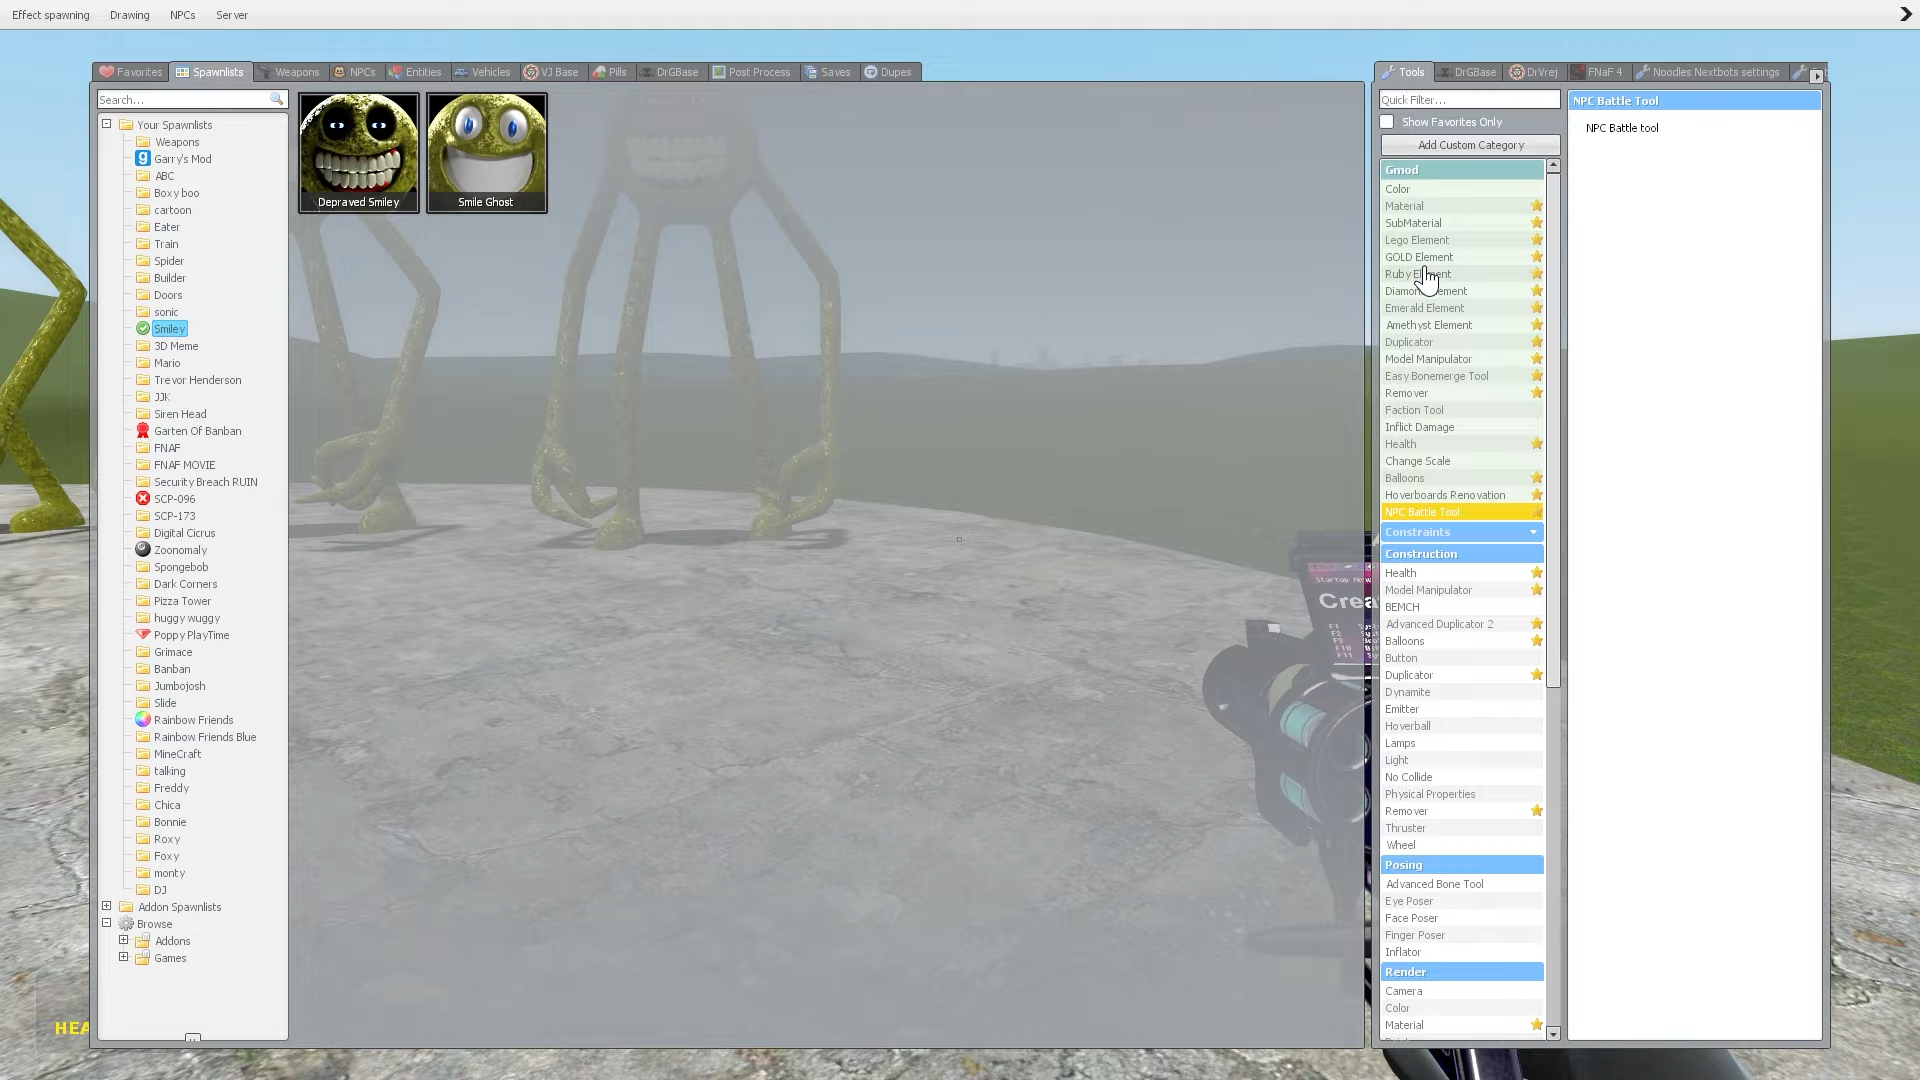 Effect spawning Drawing NPCs Server
Favorites Spawnlists Weapons NPCs Entities Vehicles VJ Base Pills DrGBase Post Process Saves Dupes
Search...
Your Spawnlists
Weapons
Garry's Mod
ABC
Boxy boo
cartoon
Eater
Train
Spider
Builder
Doors
sonic
Smiley
3D Meme
Mario
Trevor Henderson
JJK
Siren Head
Garten Of Banban
FNAF
FNAF MOVIE
Security Breach RUIN
SCP-096
SCP-173
Digital Cicrus
Zoonomaly
Spongebob
Dark Corners
Pizza Tower
huggy wuggy
Poppy PlayTime
Grimace
Banban
Jumbojosh
Slide
Rainbow Friends
Rainbow Friends Blue
MineCraft
talking
Freddy
Chica
Bonnie
Roxy
Foxy
monty
DJ
Addon Spawnlists
Browse
Addons
Games
Depraved Smiley
Smile Ghost
HEA
Crea
Tools DrGBase DrVrej FNaF 4 Noodles Nextbots settings
Quick Filter...
Show Favorites Only
Add Custom Category
Gmod
Color
Material
SubMaterial
Lego Element
GOLD Element
Ruby Element
Diamond Element
Emerald Element
Amethyst Element
Duplicator
Model Manipulator
Easy Bonemerge Tool
Remover
Faction Tool
Inflict Damage
Health
Change Scale
Balloons
Hoverboards Renovation
NPC Battle Tool
Constraints
Construction
Health
Model Manipulator
BEMCH
Advanced Duplicator 2
Balloons
Button
Duplicator
Dynamite
Emitter
Hoverball
Lamps
Light
No Collide
Physical Properties
Remover
Thruster
Wheel
Posing
Advanced Bone Tool
Eye Poser
Face Poser
Finger Poser
Inflator
Render
Camera
Color
Material
NPC Battle Tool
NPC Battle tool